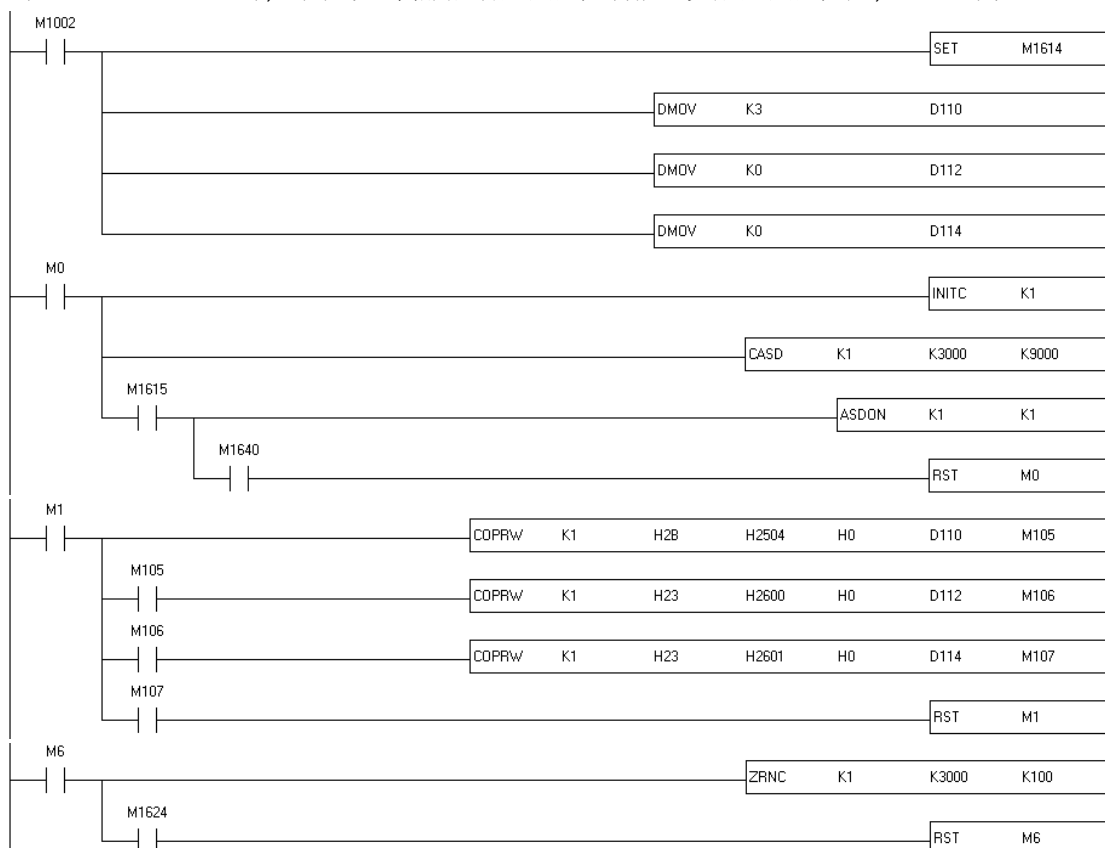 M1002
SET M1614
DMOV K3 D110
DMOV K0 D112
DMOV K0 D114
M0
INITC K1
CASD K1 K3000 K9000
M1615
ASDON K1 K1
M1640
RST M0
M1
COPRW K1 H2B H2504 H0 D110 M105
M105
COPRW K1 H23 H2600 H0 D112 M106
M106
COPRW K1 H23 H2601 H0 D114 M107
M107
RST M1
M6
ZRNC K1 K3000 K100
M1624
RST M6